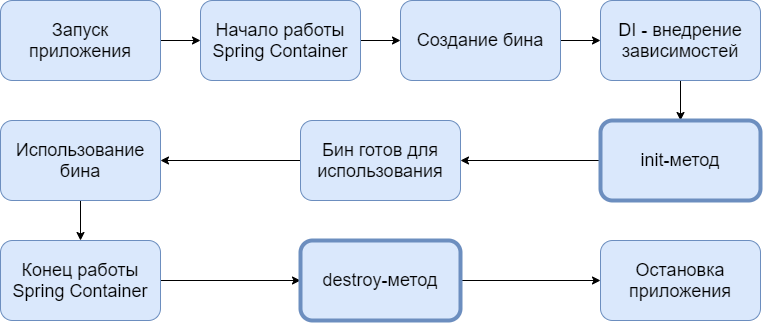 Запуск
приложения
Начало работы
Spring Container
Создание бина
DI - внедрение
зависимостей
init-метод
Бин готов для
использования
Использование
бина
Конец работы
Spring Container
destroy-метод
Остановка
приложения